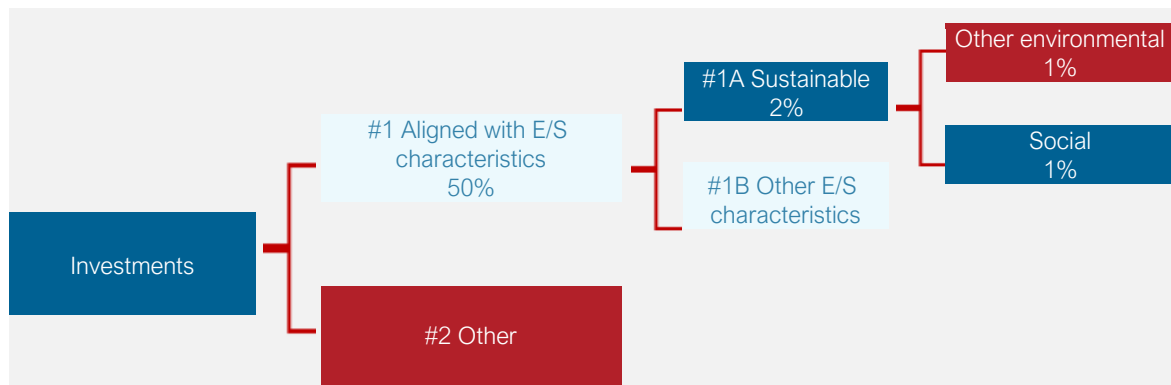 Investments
#1 Aligned with E/S
characteristics
50%
#2 Other
#1A Sustainable
2%
#1B Other E/S
characteristics
Other environmental
1%
Social
1%